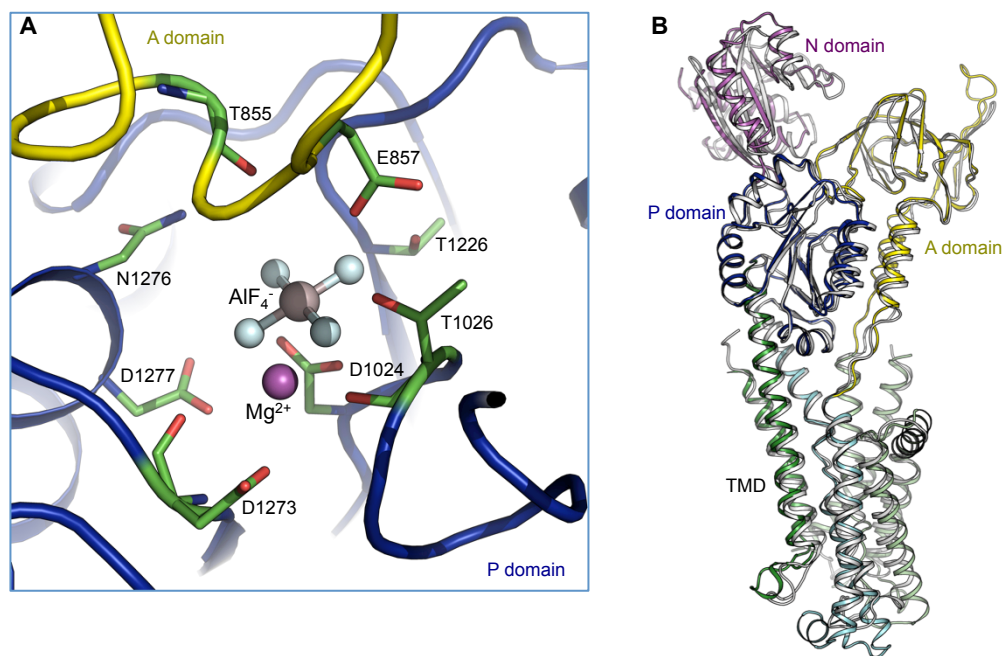 A
A domain
T855
E857
T1226
N1276
AlF4-
T1026
D1277
D1024
Mg2+
D1273
P domain
B
N domain
P domain
A domain
TMD